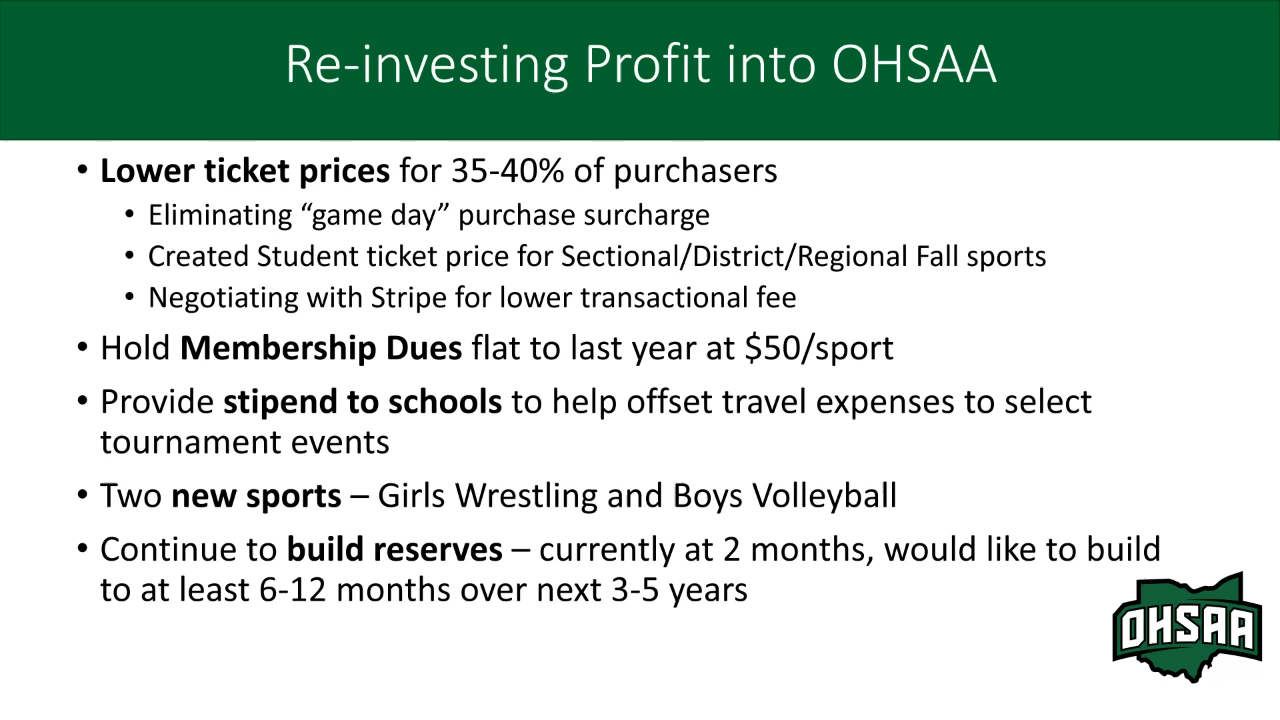 Re-investing Profit into OHSAA
• Lower ticket prices for 35-40% of purchasers
• Eliminating “game day” purchase surcharge
• Created Student ticket price for Sectional/District/Regional Fall sports
• Negotiating with Stripe for lower transactional fee
• Hold Membership Dues flat to last year at $50/sport
• Provide stipend to schools to help offset travel expenses to select
tournament events
• Two new sports – Girls Wrestling and Boys Volleyball
• Continue to build reserves – currently at 2 months, would like to build
to at least 6-12 months over next 3-5 years
OHSAA